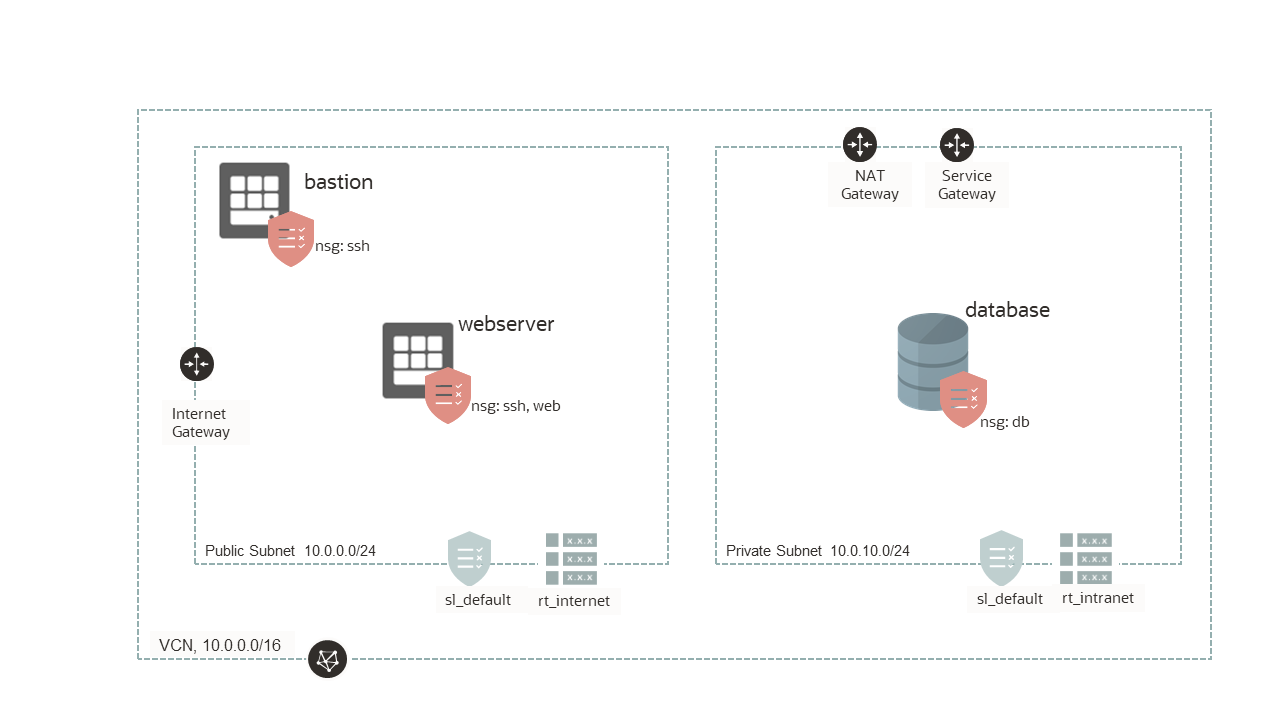 bastion
nsg: ssh
webserver
nsg: ssh, web
Internet
Gateway
Public Subnet 10.0.0.0/24
sl_default
x.x.x
x.x.x
x.x.x
rt_internet
NAT
Gateway
Service
Gateway
database
nsg: db
Private Subnet 10.0.10.0/24
sl_default
x.x.x
x.x.x
x.x.x
rt_intranet
VCN, 10.0.0.0/16